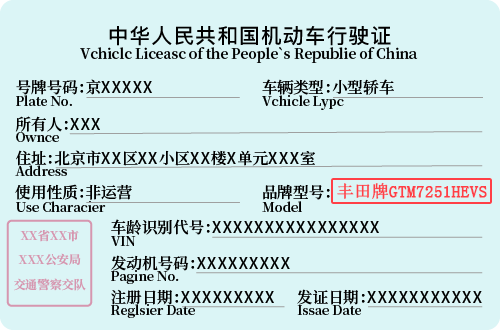 中华人民共和国机动车行驶证
Vchiclc Liceasc of the People`s Republie of China
号牌号码:京XXXXX 车辆类型:小型轿车
Plate No. Vchicle Lypc
所有人:XXX
Ownce
住址:北京市XX区XX小区XX楼X单元XXX室
Address
使用性质:非运营 品牌型号:丰田牌GTM7251HEVS
Use Characier Model
车龄识别代号:XXXXXXXXXXXXXXXXX
VIN
XX省XX市
XXX公安局
交通警察交队
发动机号码:XXXXXXXXX
Pagine No.
注册日期:XXXXXXXXX 发证日期:XXXXXXXXXXX
Reglsier Date Issae Date